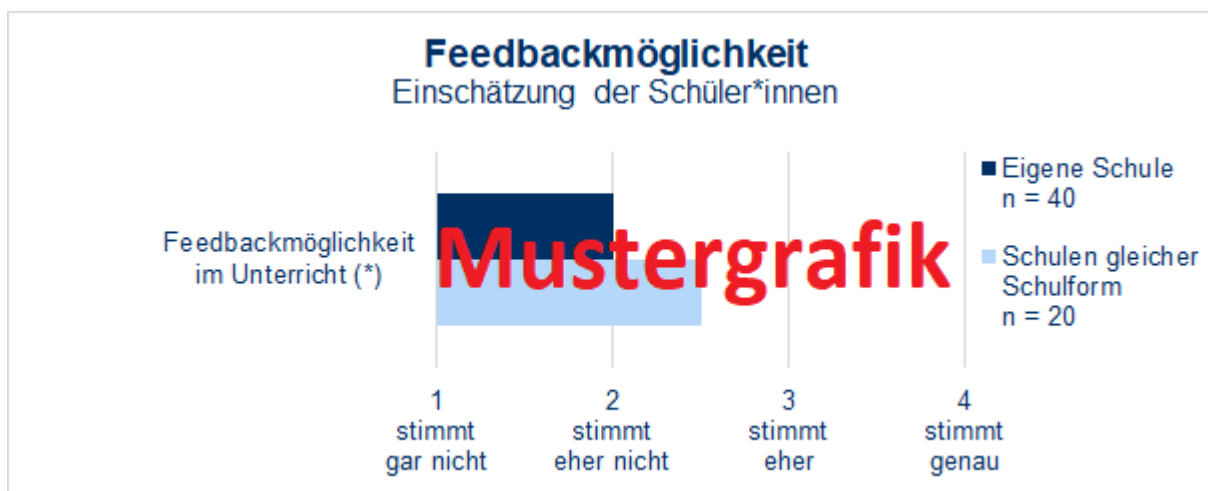 Feedbackmöglichkeit
Einschätzung der Schüler*innen
Feedbackmöglichkeit
im Unterricht (*)
Mustergrafik
Eigene Schule
n = 40
Schulen gleicher
Schulform
n = 20
1
stimmt
gar nicht
2
stimmt
eher nicht
3
stimmt
eher
4
stimmt
genau